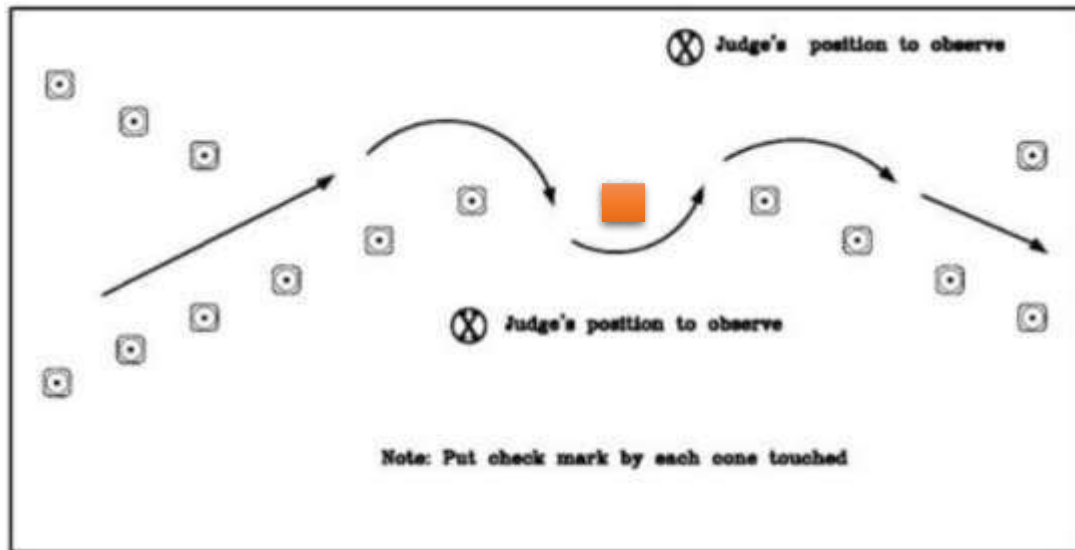 Judge's position to observe
Judge's position to observe
Note: Put check mark by each cone touched